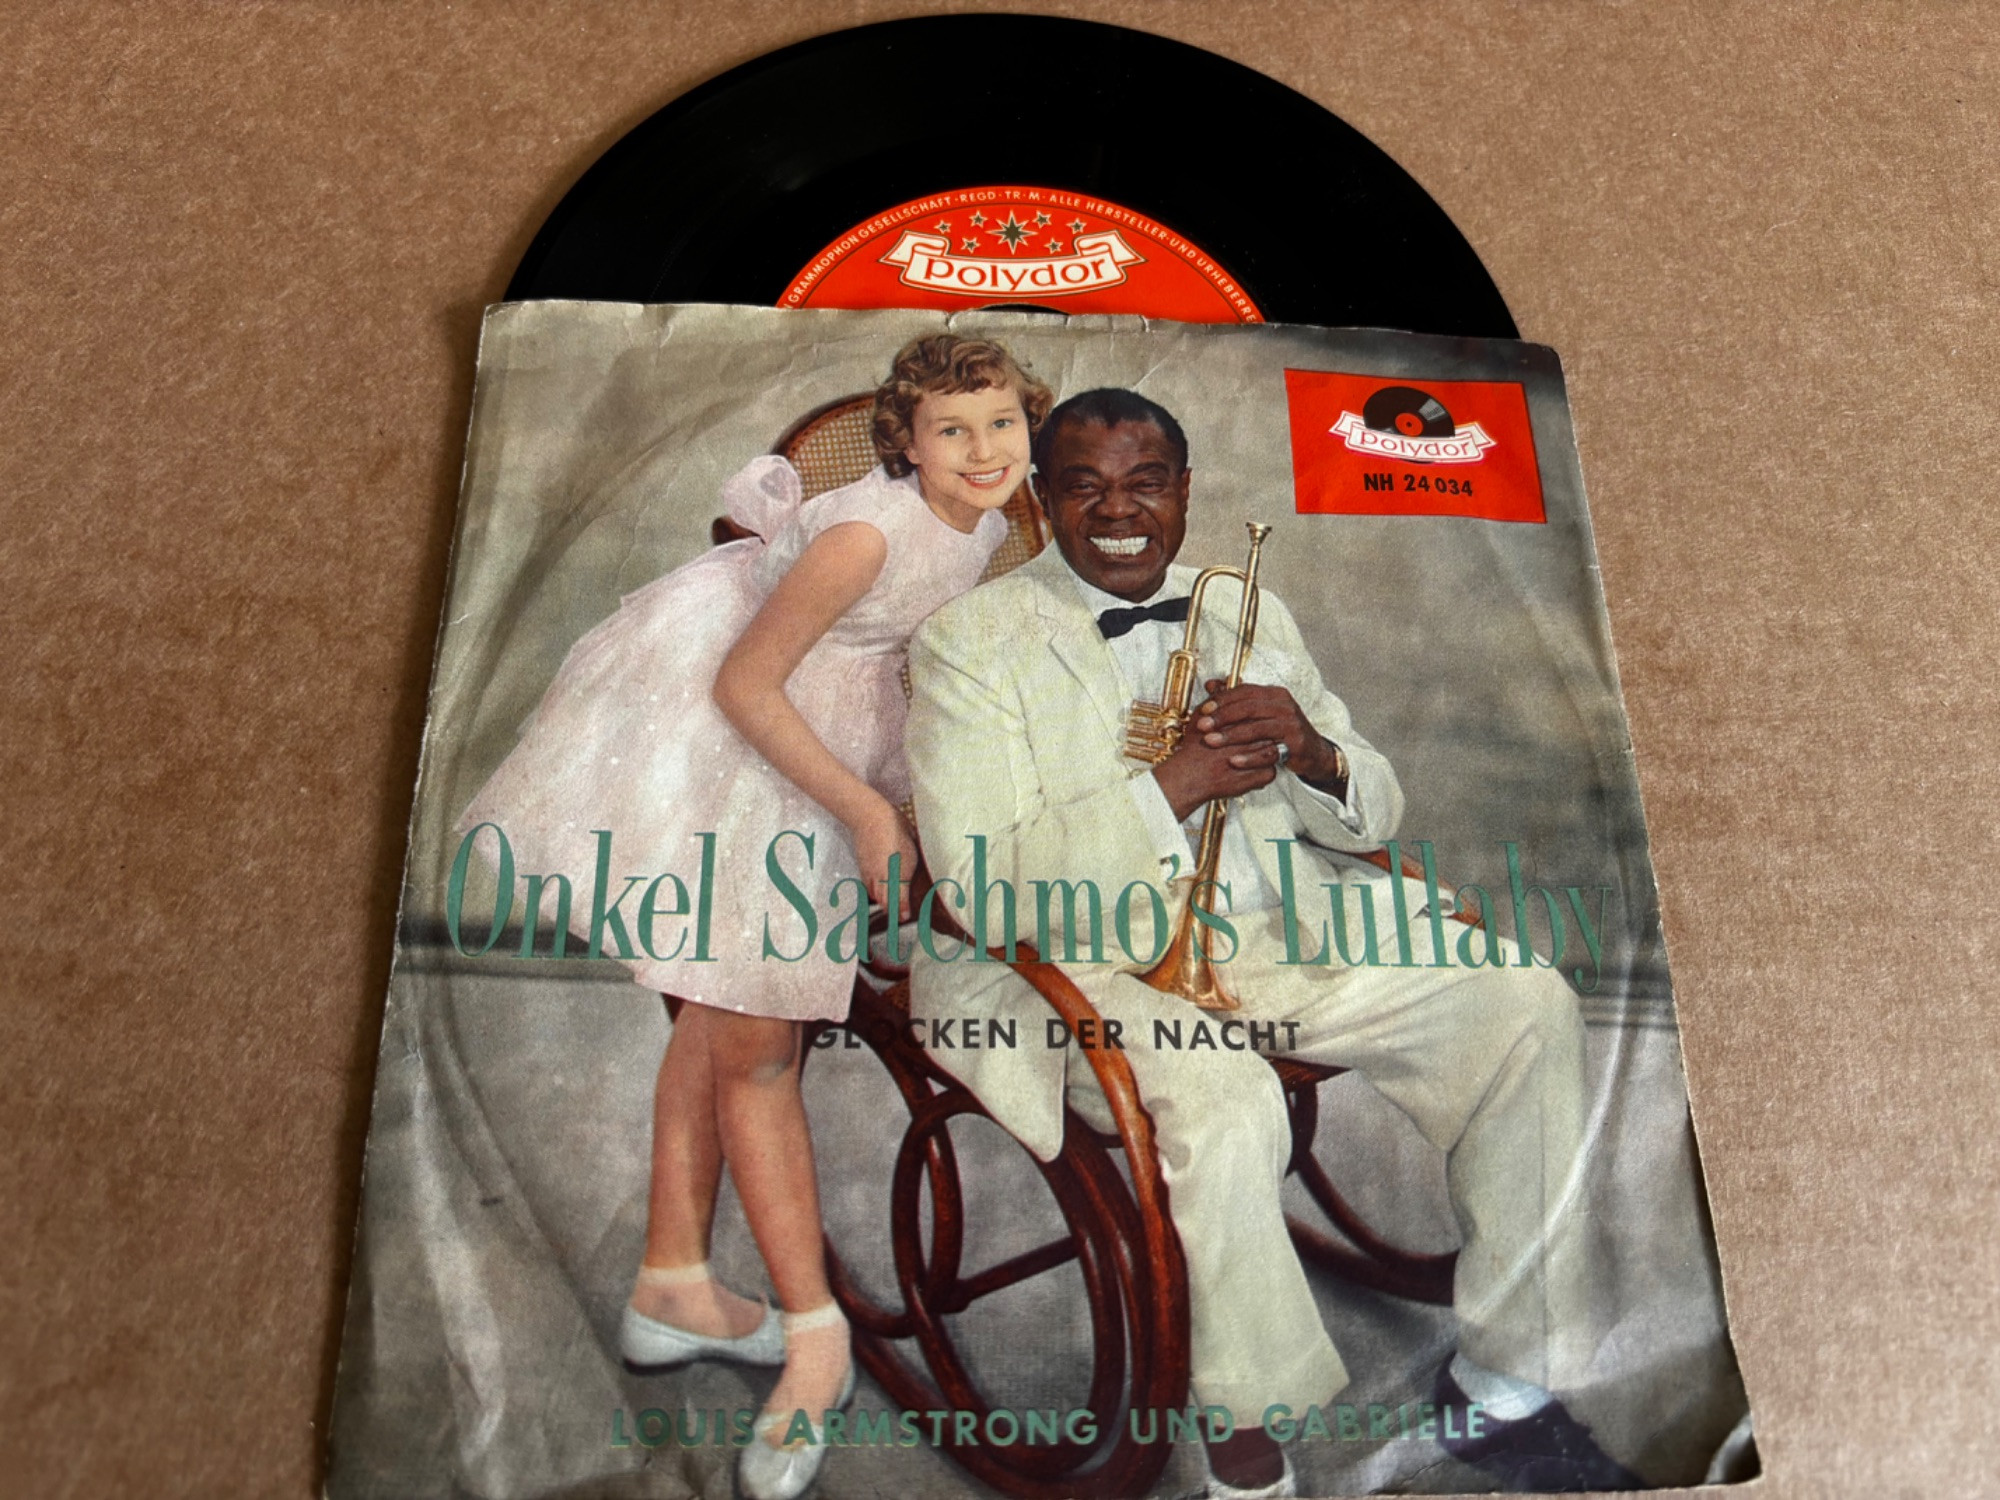 GRAMMOPHON GESELLSCHAFT · REGD · TR · M · ALLE HERSTELLER- UND URHEBERRE
polydor
polydor
NH 24 034
Onkel Satchmo's Lullaby
GLOCKEN DER NACHT
LOUIS ARMSTRONG UND GABRIELE